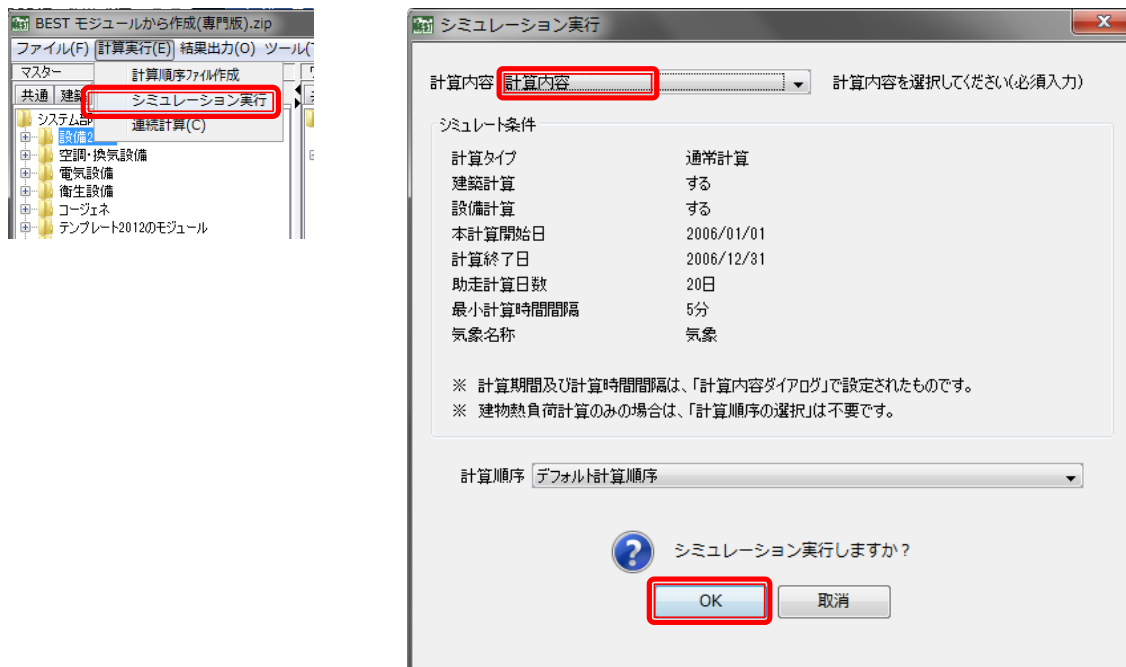 BEST モジュールから作成(専門版).zip
ファイル(F) 計算実行(E) 結果出力(O) ツール(
マスター
計算順序ファイル作成
共通
シミュレーション実行
システム部
連続計算(C)
設備2
空調・換気設備
電気設備
衛生設備
コージェネ
テンプレート2012のモジュール
シミュレーション実行
計算内容 計算内容 計算内容を選択してください(必須入力)
シミュレート条件
計算タイプ 通常計算
建築計算 する
設備計算 する
本計算開始日 2006/01/01
計算終了日 2006/12/31
助走計算日数 20日
最小計算時間間隔 5分
気象名称 気象
※ 計算期間及び計算時間間隔は、「計算内容ダイアログ」で設定されたものです。
※ 建物熱負荷計算のみの場合は、「計算順序の選択」は不要です。
計算順序 デフォルト計算順序
シミュレーション実行しますか？
OK 取消